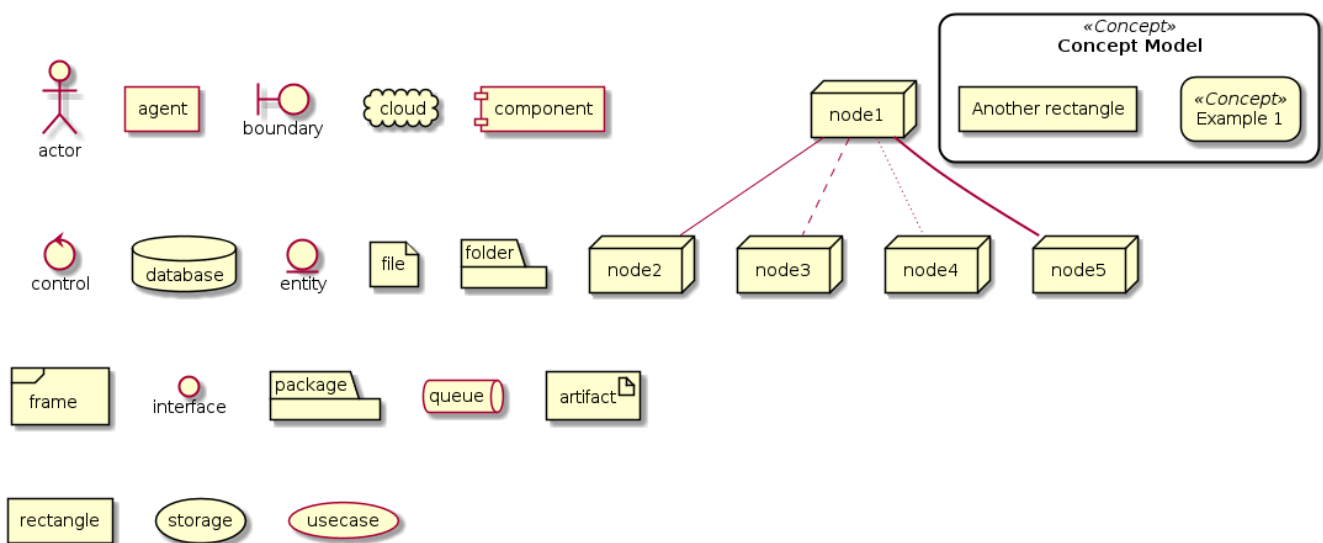 «Concept»
Concept Model
actor
agent
boundary
cloud
component
node1
Another rectangle
«Concept»
Example 1
control
database
entity
file
folder
node2
node3
node4
node5
frame
interface
package
queue
artifact
rectangle
storage
usecase